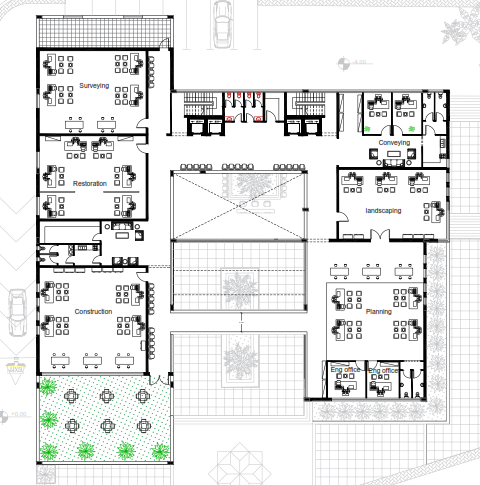 Surveying
Conveying
Restoration
landscaping
Construction
Planning
Eng office
Eng office